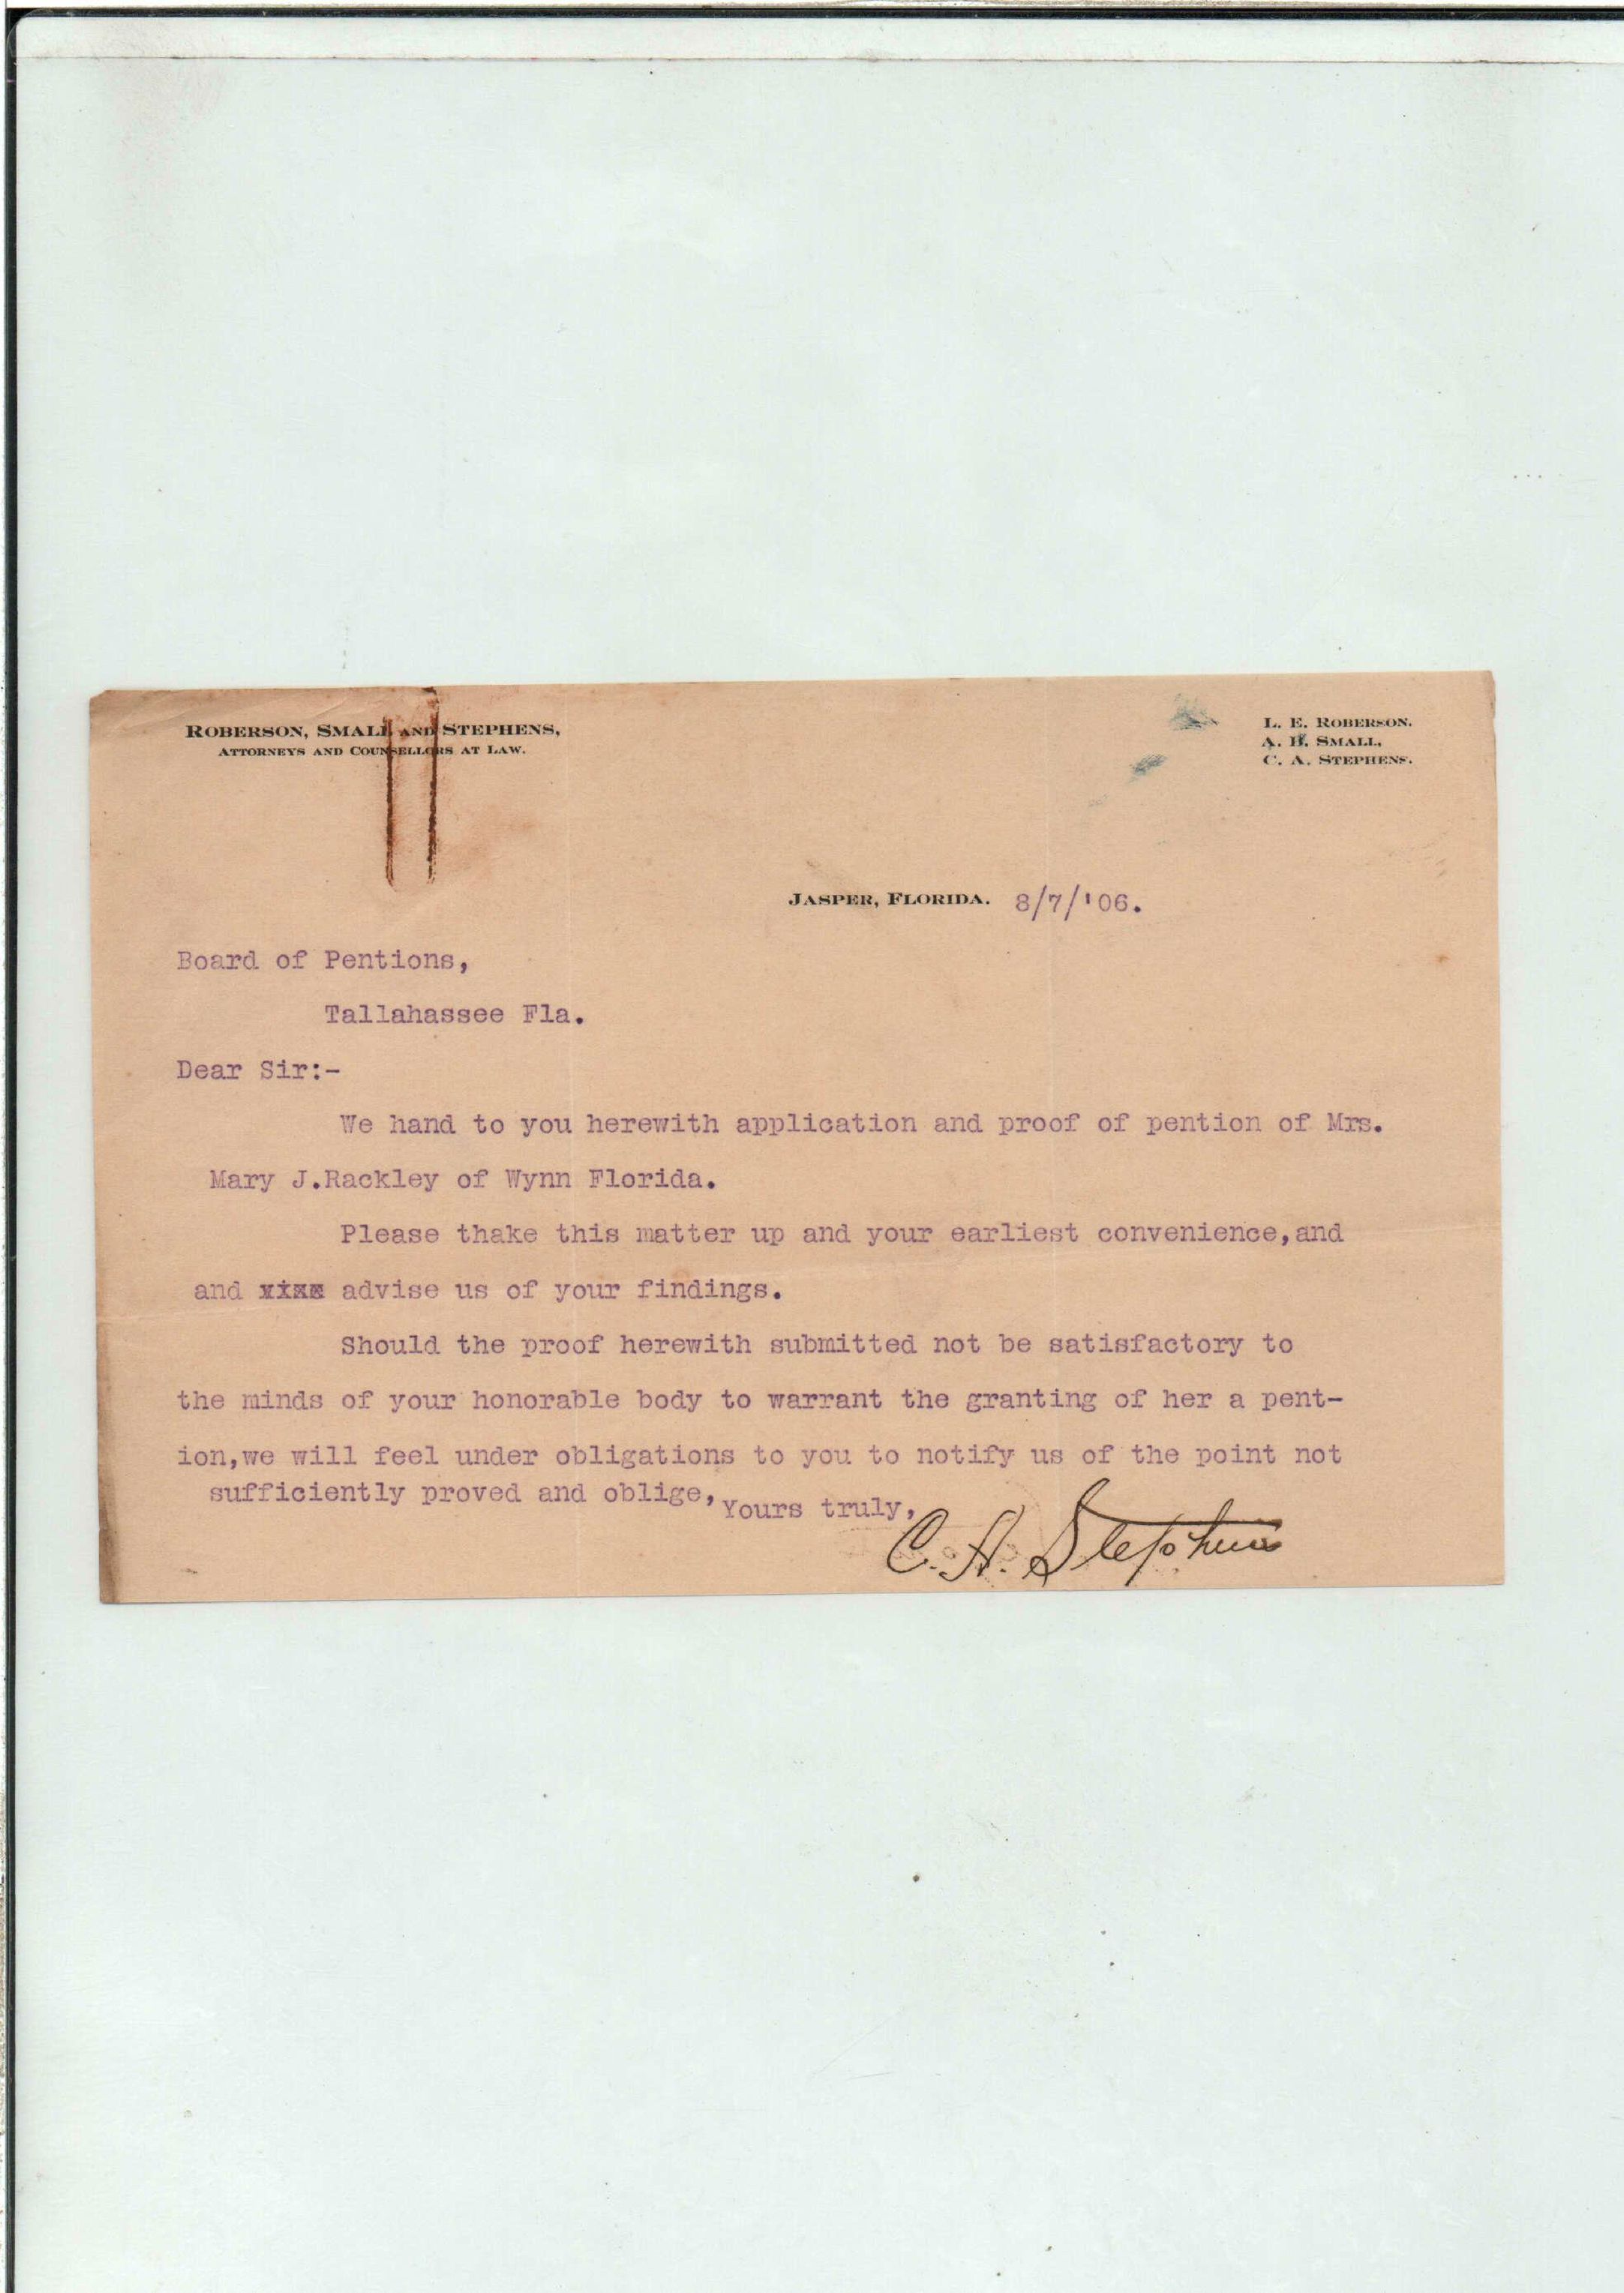 ROBERSON, SMALL AND STEPHENS,
ATTORNEYS AND COUNSELLORS AT LAW.
L. E. ROBERSON.
A. B. SMALL.
C. A. STEPHENS.
JASPER, FLORIDA. 8/7/'06.
Board of Pentions,
Tallahassee Fla.
Dear Sir:-
We hand to you herewith application and proof of pention of Mrs.
Mary J.Rackley of Wynn Florida.
Please thake this matter up and your earliest convenience,and
and advise us of your findings.
Should the proof herewith submitted not be satisfactory to
the minds of your honorable body to warrant the granting of her a pent-
ion,we will feel under obligations to you to notify us of the point not
sufficiently proved and oblige,
Yours truly,
C. A. Stephens